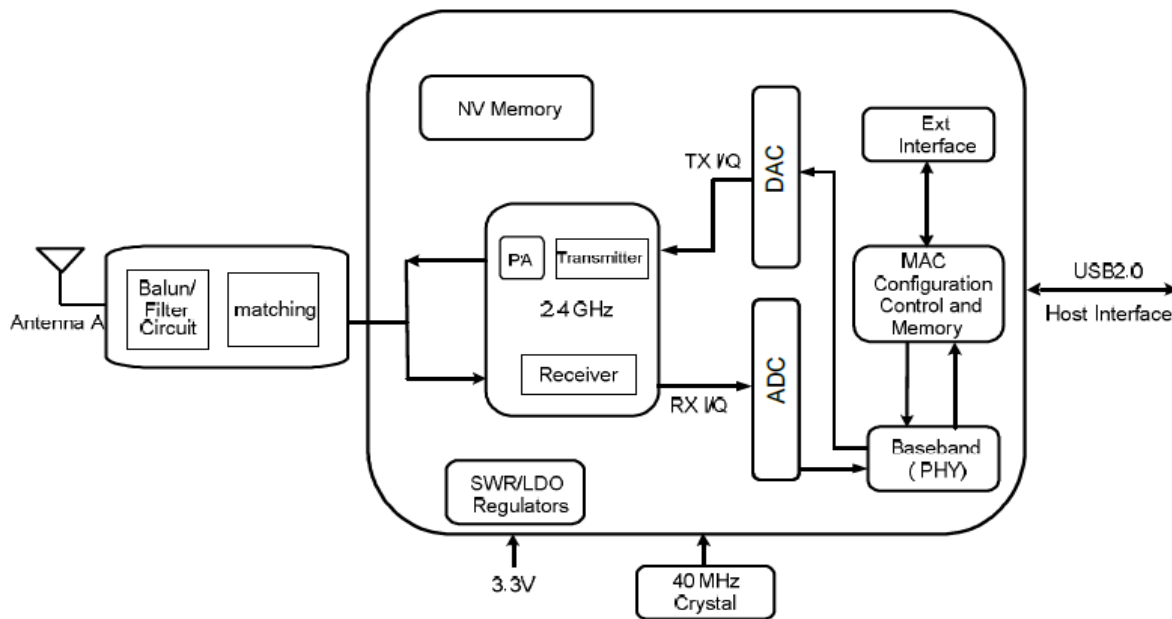 NV Memory
DAC
Ext
Interface
TX I/Q
PA
Transmitter
2.4 GHz
Receiver
Balun/
Filter
Circuit
matching
Antenna A
MAC
Configuration
Control and
Memory
USB2.0
Host Interface
ADC
RX I/Q
Baseband
( PHY)
SWR/LDO
Regulators
3.3V
40 MHz
Crystal